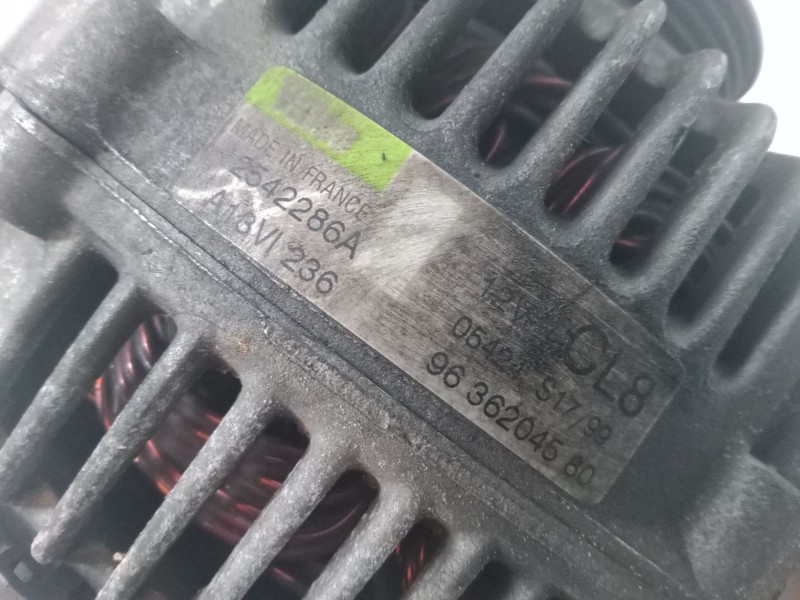 MADE IN FRANCE
2542286A
A13VI 236
12V CL8
S17/99
96 362045 80